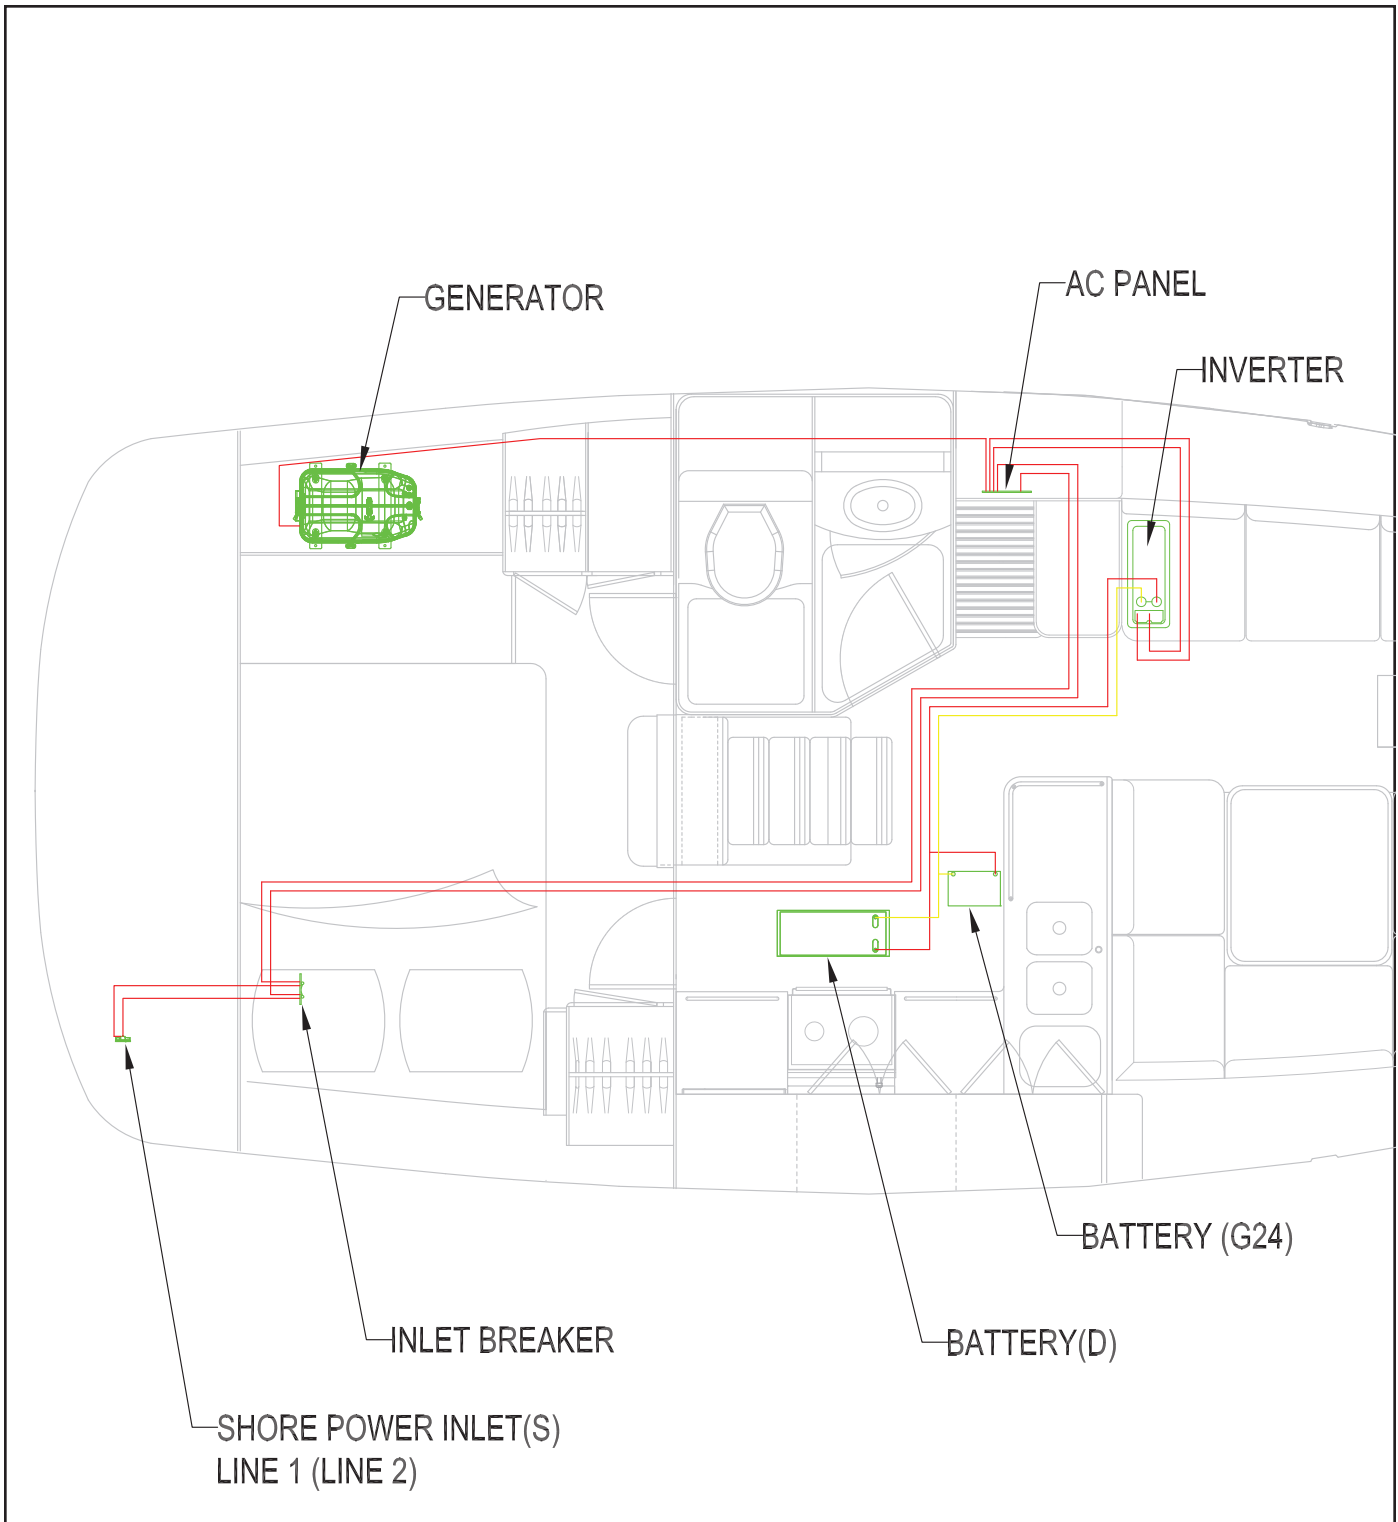 AC PANEL
GENERATOR
INVERTER
BATTERY (G24)
INLET BREAKER
BATTERY(D)
SHORE POWER INLET(S)
LINE 1 (LINE 2)